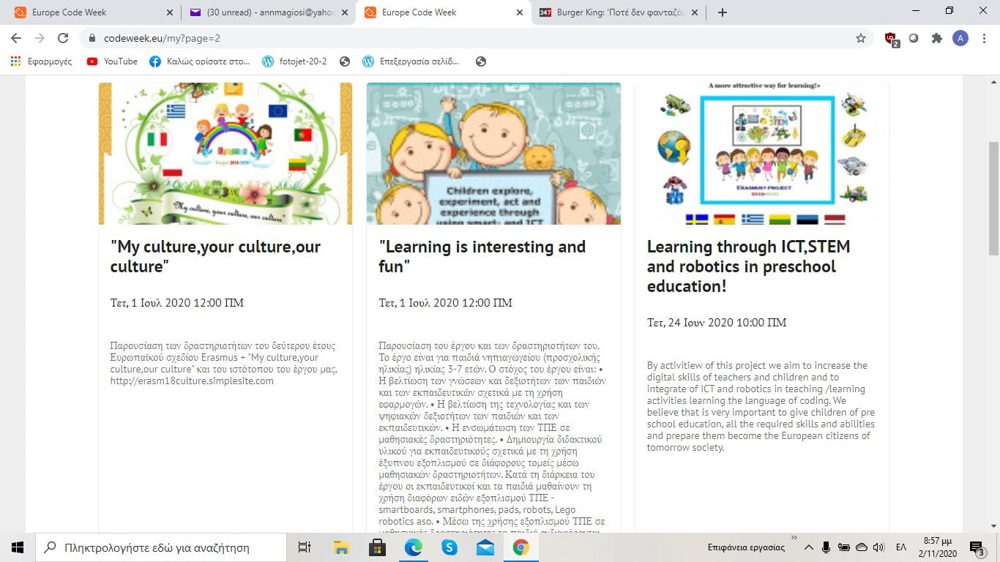 Europe Code Week
(30 unread) - annmagiosi@yahoo
Europe Code Week
Burger King: 'Ποτέ δεν φανταζό
codeweek.eu/my?page=2
2
A
Εφαρμογές
YouTube
Καλώς ορίσατε στο...
fotojet-20-2
Επεξεργασία σελίδ...
"My culture, your culture, our culture"
Children explore,
experiment, act and
experience through
using smart- and ICT
A more attractive way for learning!»
STEM
ERASMUS+ PROJECT
2019-2021
"My culture,your culture,our
culture"
Τετ, 1 Ιουλ 2020 12:00 ΠΜ
Παρουσίαση των δραστηριοτήτων του δεύτερου έτους
Ευρωπαϊκού σχεδίου Erasmus + "My culture,your
culture,our culture" και του ιστότοπου του έργου μας.
http://erasm18culture.simplesite.com
"Learning is interesting and
fun"
Τετ, 1 Ιουλ 2020 12:00 ΠΜ
Παρουσίαση του έργου και των δραστηριοτήτων του.
Το έργο είναι για παιδιά νηπιαγωγείου (προσχολικής
ηλικίας) ηλικίας 3-7 ετών. Ο στόχος του έργου είναι: •
Η βελτίωση των γνώσεων και δεξιοτήτων των παιδιών
και των εκπαιδευτικών σχετικά με τη χρήση
εφαρμογών. • Η βελτίωση της τεχνολογίας και των
ψηφιακών δεξιοτήτων των παιδιών και των
εκπαιδευτικών. • Η ενσωμάτωση των ΤΠΕ σε
μαθησιακές δραστηριότητες. • Δημιουργία διδακτικού
υλικού για εκπαιδευτικούς σχετικά με τη χρήση
έξυπνου εξοπλισμού σε διάφορους τομείς μέσω
μαθησιακών δραστηριοτήτων. Κατά τη διάρκεια του
έργου οι εκπαιδευτικοί και τα παιδιά μαθαίνουν τη
χρήση διαφόρων ειδών εξοπλισμού ΤΠΕ -
smartboards, smartphones, pads, robots, Lego
robotics aso. • Μέσω της χρήσης εξοπλισμού ΤΠΕ σε
Learning through ICT,STEM
and robotics in preschool
education!
Τετ, 24 Ιουν 2020 10:00 ΠΜ
By activitiew of this project we aim to increase the
digital skills of teachers and children and to
integrate of ICT and robotics in teaching /learning
activities learning the language of coding. We
believe that is very important to give children of pre
school education, all the required skills and abilities
and prepare them become the European citizens of
tomorrow society.
Πληκτρολογήστε εδώ για αναζήτηση
Επιφάνεια εργασίας
ΕΛ
8:57 μμ
2/11/2020
3